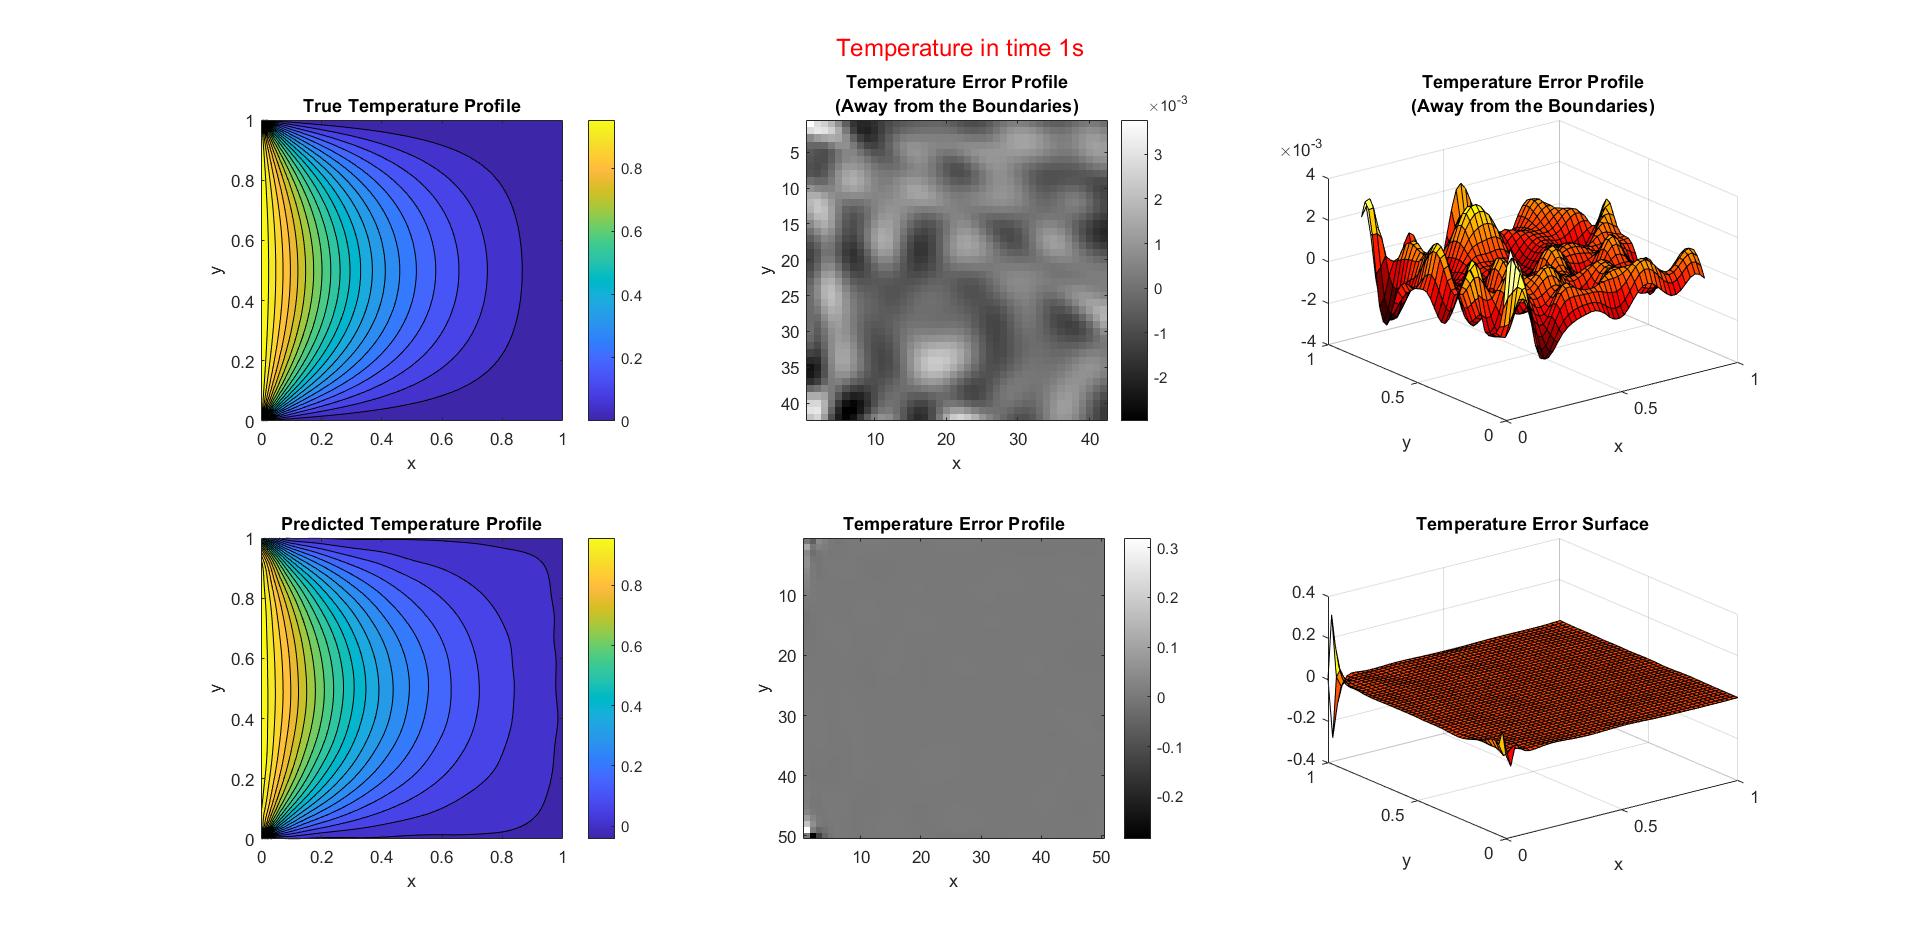 Temperature in time 1s
True Temperature Profile
1
0.8
0.6
0.4
0.2
0
y
0 0.2 0.4 0.6 0.8 1
x
0.8
0.6
0.4
0.2
0
Temperature Error Profile
(Away from the Boundaries)
×10-3
5
10
15
20
25
30
35
40
y
10 20 30 40
x
3
2
1
0
-1
-2
Temperature Error Profile
(Away from the Boundaries)
×10-3
4
2
0
-2
-4
1
0.5
0
y
0
0.5
1
x
Predicted Temperature Profile
1
0.8
0.6
0.4
0.2
0
y
0 0.2 0.4 0.6 0.8 1
x
0.8
0.6
0.4
0.2
0
Temperature Error Profile
10
20
30
40
50
y
10 20 30 40 50
x
0.3
0.2
0.1
0
-0.1
-0.2
Temperature Error Surface
0.4
0.2
0
-0.2
-0.4
1
0.5
0
y
0
0.5
1
x